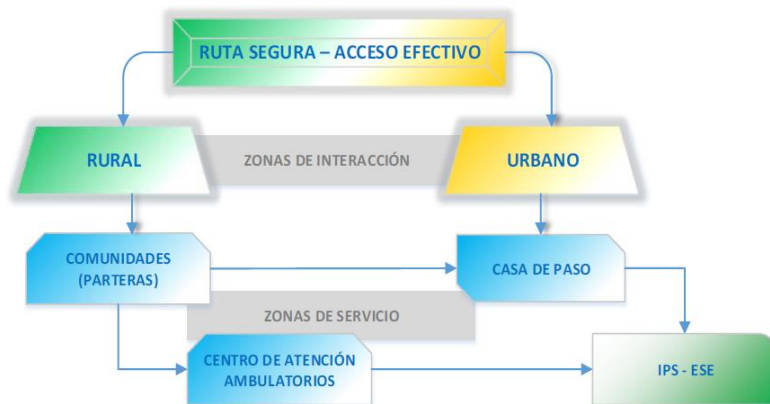 RUTA SEGURA – ACCESO EFECTIVO
RURAL
ZONAS DE INTERACCIÓN
URBANO
COMUNIDADES
(PARTERAS)
CASA DE PASO
ZONAS DE SERVICIO
CENTRO DE ATENCIÓN
AMBULATORIOS
IPS - ESE